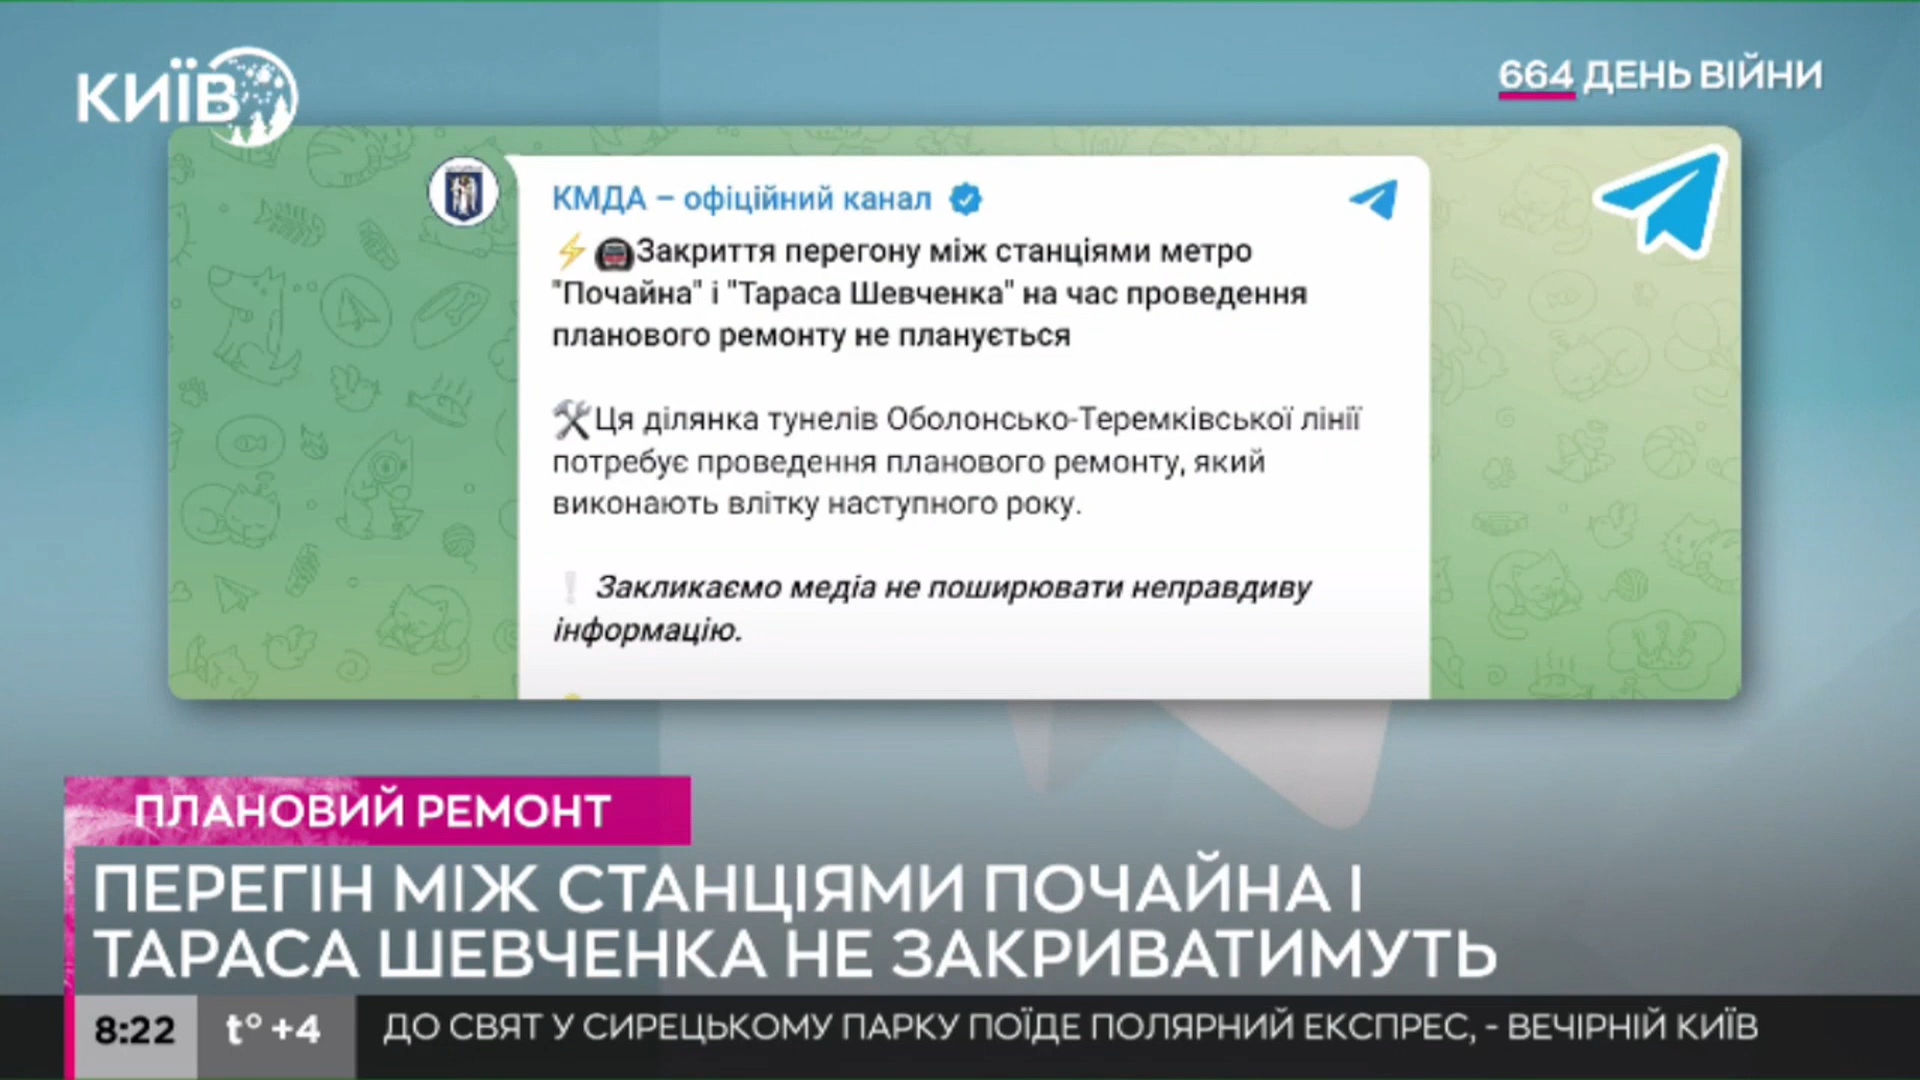 КИЇВ
664 ДЕНЬ ВІЙНИ
КМДА – офіційний канал
Закриття перегону між станціями метро
"Почайна" і "Тараса Шевченка" на час проведення
планового ремонту не планується
Ця ділянка тунелів Оболонсько-Теремківської лінії
потребує проведення планового ремонту, який
виконають влітку наступного року.
Закликаємо медіа не поширювати неправдиву
інформацію.
ПЛАНОВИЙ РЕМОНТ
ПЕРЕГІН МІЖ СТАНЦІЯМИ ПОЧАЙНА І
ТАРАСА ШЕВЧЕНКА НЕ ЗАКРИВАТИМУТЬ
8:22 t° +4 ДО СВЯТ У СИРЕЦЬКОМУ ПАРКУ ПОЇДЕ ПОЛЯРНИЙ ЕКСПРЕС, - ВЕЧІРНІЙ КИЇВ